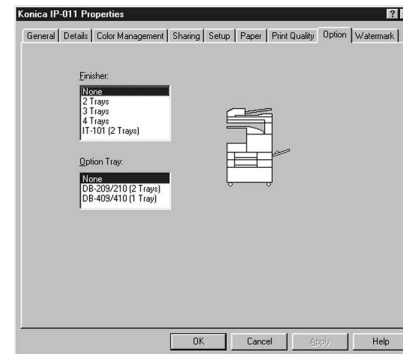 Konica IP-011 Properties
General Details Color Management Sharing Setup Paper Print Quality Option Watermark
Finisher:
None
2 Trays
3 Trays
4 Trays
IT-101 (2 Trays)
Option Tray:
None
DB-209/210 (2 Trays)
DB-409/410 (1 Tray)
OK Cancel Apply Help